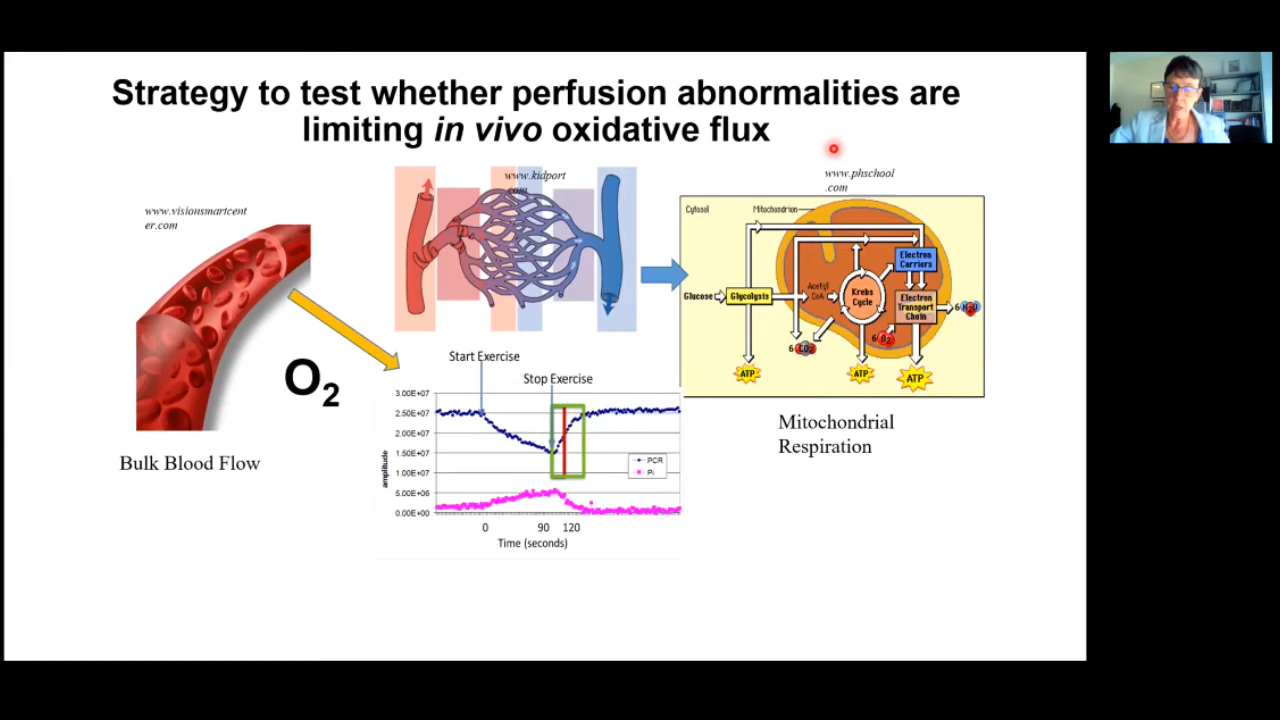 Strategy to test whether perfusion abnormalities are
limiting in vivo oxidative flux
www.visionsmartcent
er.com
www.kidport
.com
www.phschool
.com
Cytosol
Mitochondrion
Electron
Carriers
Acetyl
CoA
Glucose
Glycolysis
Krebs
Cycle
Electron
Transport
Chain
6 H2O
6 CO2
6 O2
ATP
ATP
ATP
O2
Bulk Blood Flow
Start Exercise
Stop Exercise
3.00E+07
2.50E+07
2.00E+07
1.50E+07
1.00E+07
5.00E+06
0.00E+00
amplitude
PCR
Pi
0 90 120
Time (seconds)
Mitochondrial
Respiration